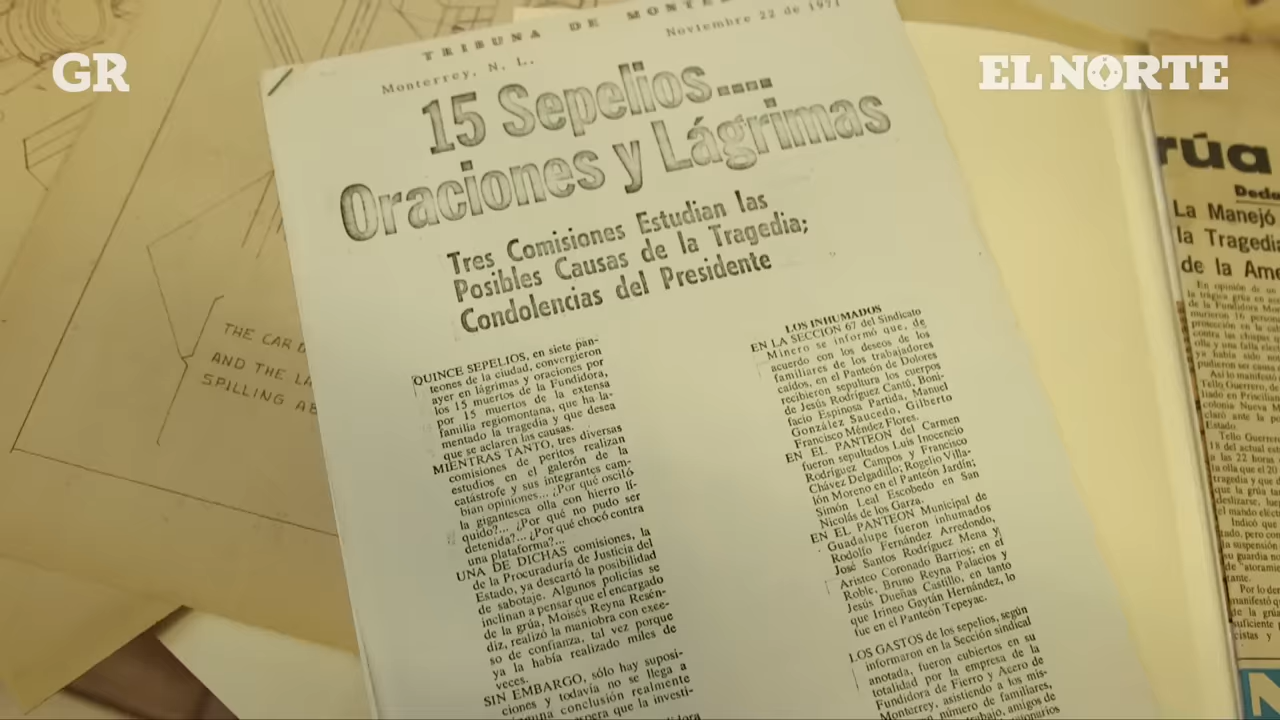 GR
EL NORTE
TRIBUNA DE
Noviembre 22 de 1971
Monterrey, N. L.
15 Sepelios....
Oraciones y Lágrimas
Tres Comisiones Estudian las
Posibles Causas de la Tragedia;
Condolencias del Presidente
QUINCE SEPELIOS, en siete pan-
teones de la ciudad, convergieron
ayer en lágrimas y oraciones por
los 15 muertos de la Fundidora,
por 15 muertos de la extensa
familia regiomontana, que ha la-
mentado la tragedia y que desea
que se aclaren las causas.
MIENTRAS TANTO, tres diversas
comisiones de peritos realizan
estudios en el galerón de la
catástrofe y sus integrantes cam-
bian opiniones... ¿Por qué osciló
la gigantesca olla con hierro lí-
quido?... ¿Por qué no pudo ser
detenida?... ¿Por qué chocó contra
una plataforma?...
UNA DE DICHAS comisiones, la
de la Procuraduría de Justicia del
Estado, ya descartó la posibilidad
de sabotaje. Algunos policías se
inclinan a pensar que el encargado
de la grúa, Moisés Reyna Resén-
diz, realizó la maniobra con exce-
so de confianza, tal vez porque
ya la había realizado miles de
veces.
SIN EMBARGO, sólo hay suposi-
ciones y todavía no se llega a
conclusión realmente
que la investi-
LOS INHUMADOS
EN LA SECCION 67 del Sindicato
Minero se informó que, de
acuerdo con los deseos de los
familiares de los trabajadores
caídos, en el Panteón de Dolores
recibieron sepultura los cuerpos
de Jesús Rodríguez Cantú, Boni-
facio Espinosa Partida, Manuel
González Saucedo, Gilberto
Francisco Méndez Flores.
EN EL PANTEON del Carmen
fueron sepultados Luis Inocencio
Rodríguez Campos y Francisco
Chávez Delgadillo; Rogelio Villa-
lón Moreno en el Panteón Jardín;
Simón Leal Escobedo en San
Nicolás de los Garza.
EN EL PANTEON Municipal de
Guadalupe fueron inhumados
Rodolfo Fernández Arredondo,
José Santos Rodríguez Mena y
Aristeo Coronado Barrios; en el
Roble, Bruno Reyna Palacios y
Jesús Dueñas Castillo, en tanto
que Irineo Gaytán Hernández, lo
fue en el Panteón Tepeyac.
LOS GASTOS de los sepelios, según
informaron en la Sección sindical
anotada, fueron cubiertos en su
totalidad por la empresa de la
Fundidora de Fierro y Acero de
Monterrey, asistiendo a los mis-
número de familiares,
trabajo, amigos de
THE CAR
AND THE
SPILLING
rúa
La Manejó
la Tragedia
de la